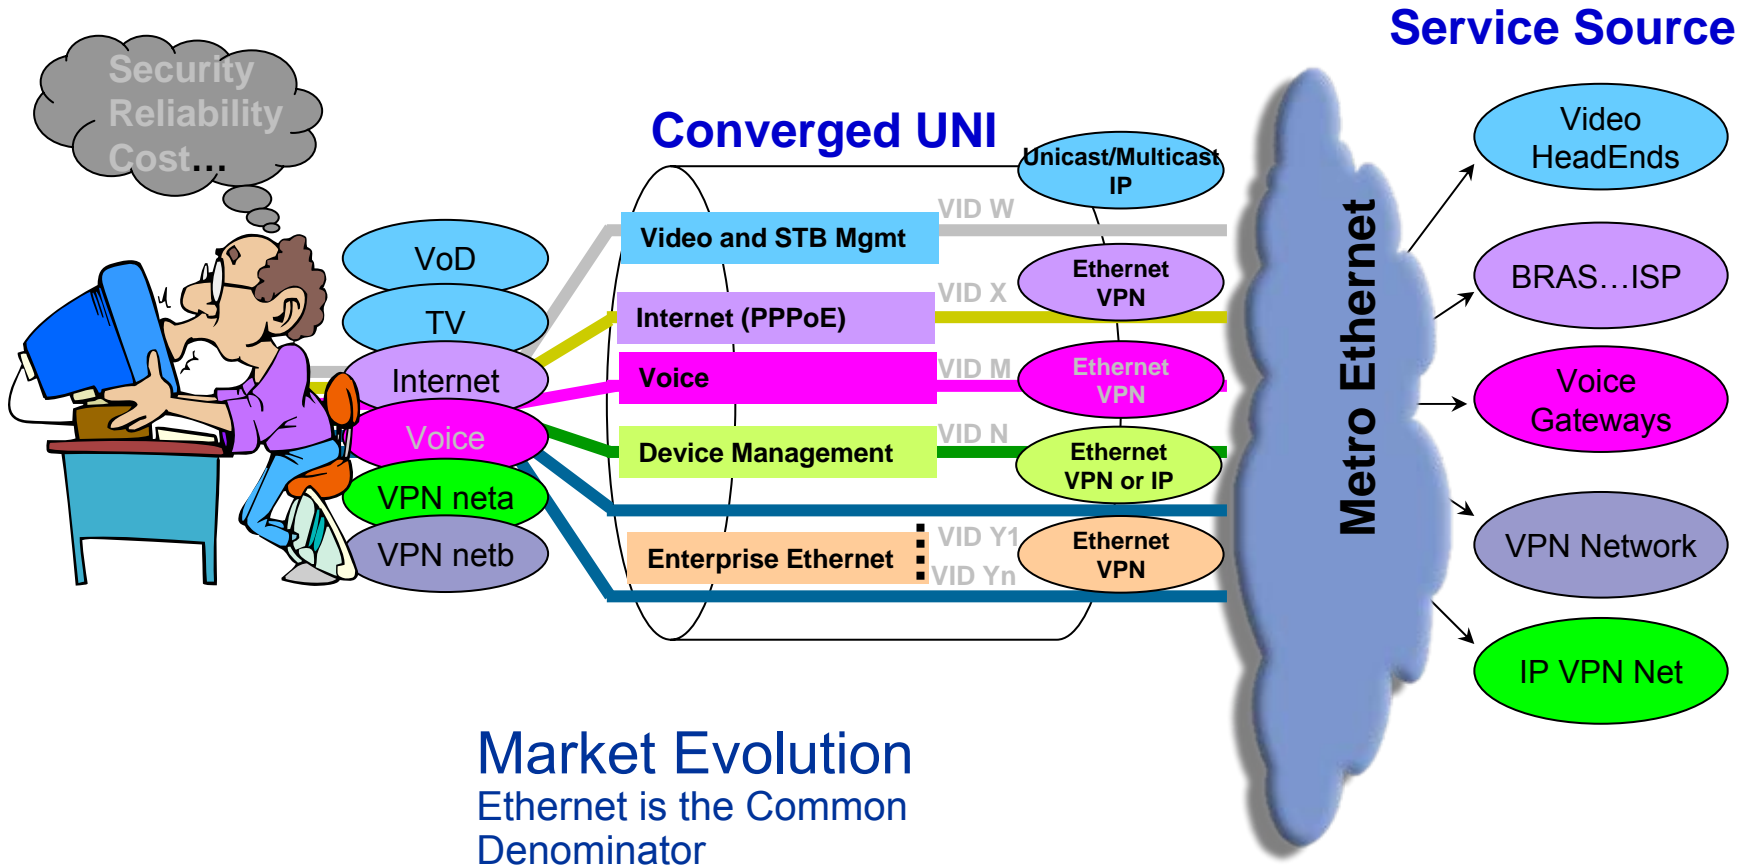 Service Source
Security
Reliability
Cost...
Converged UNI
VoD
TV
Internet
Voice
VPN neta
VPN netb
Video and STB Mgmt
Internet (PPPoE)
Voice
Device Management
Enterprise Ethernet
VID W
VID X
VID M
VID N
VID Y1
VID Yn
Unicast/Multicast
IP
Ethernet
VPN
Ethernet
VPN
Ethernet
VPN or IP
Ethernet
VPN
Metro Ethernet
Video
HeadEnds
BRAS...ISP
Voice
Gateways
VPN Network
IP VPN Net
Market Evolution
Ethernet is the Common
Denominator